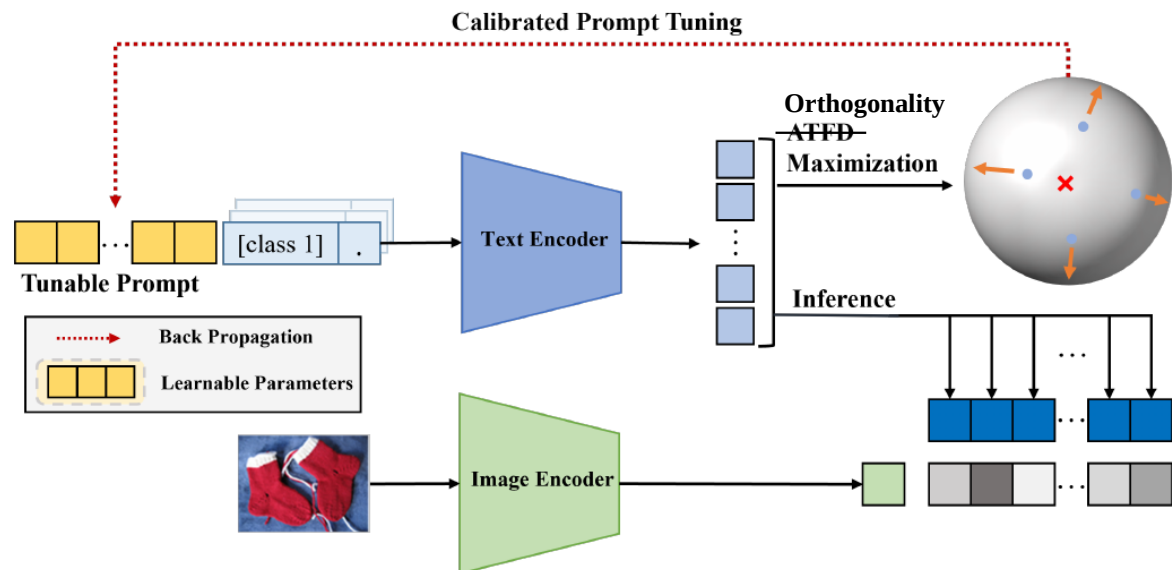 Calibrated Prompt Tuning
Orthogonality
ATFD
Maximization
[class 1] .
Text Encoder
Tunable Prompt
Inference
Back Propagation
Learnable Parameters
Image Encoder